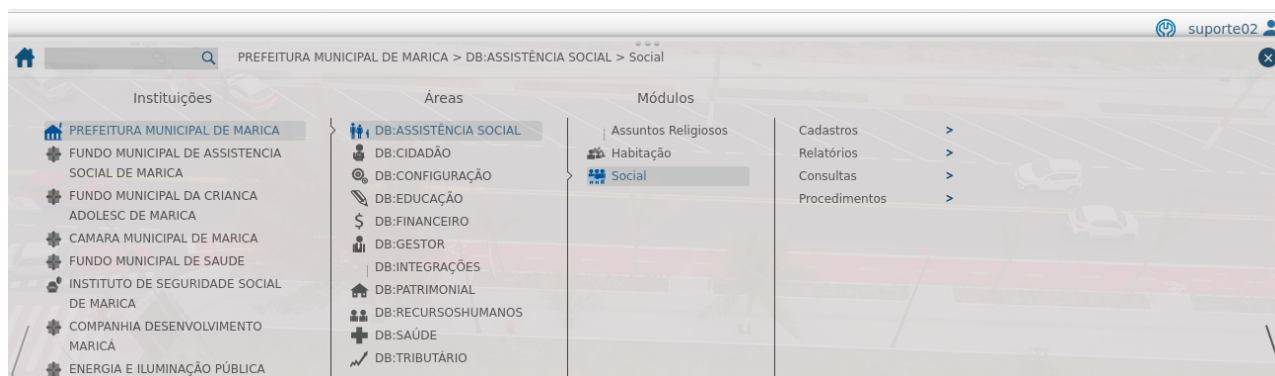 suporte02
PREFEITURA MUNICIPAL DE MARICA > DB:ASSISTÊNCIA SOCIAL > Social
Instituições
PREFEITURA MUNICIPAL DE MARICA
FUNDO MUNICIPAL DE ASSISTENCIA
SOCIAL DE MARICA
FUNDO MUNICIPAL DA CRIANCA
ADOLESC DE MARICA
CAMARA MUNICIPAL DE MARICA
FUNDO MUNICIPAL DE SAUDE
INSTITUTO DE SEGURIDADE SOCIAL
DE MARICA
COMPANHIA DESENVOLVIMENTO
MARICÁ
ENERGIA E ILUMINAÇÃO PÚBLICA
Áreas
DB:ASSISTÊNCIA SOCIAL
DB:CIDADÃO
DB:CONFIGURAÇÃO
DB:EDUCAÇÃO
DB:FINANCEIRO
DB:GESTOR
DB:INTEGRAÇÕES
DB:PATRIMONIAL
DB:RECURSOSHUMANOS
DB:SAÚDE
DB:TRIBUTÁRIO
Módulos
Assuntos Religiosos
Habitação
Social
Cadastros >
Relatórios >
Consultas >
Procedimentos >